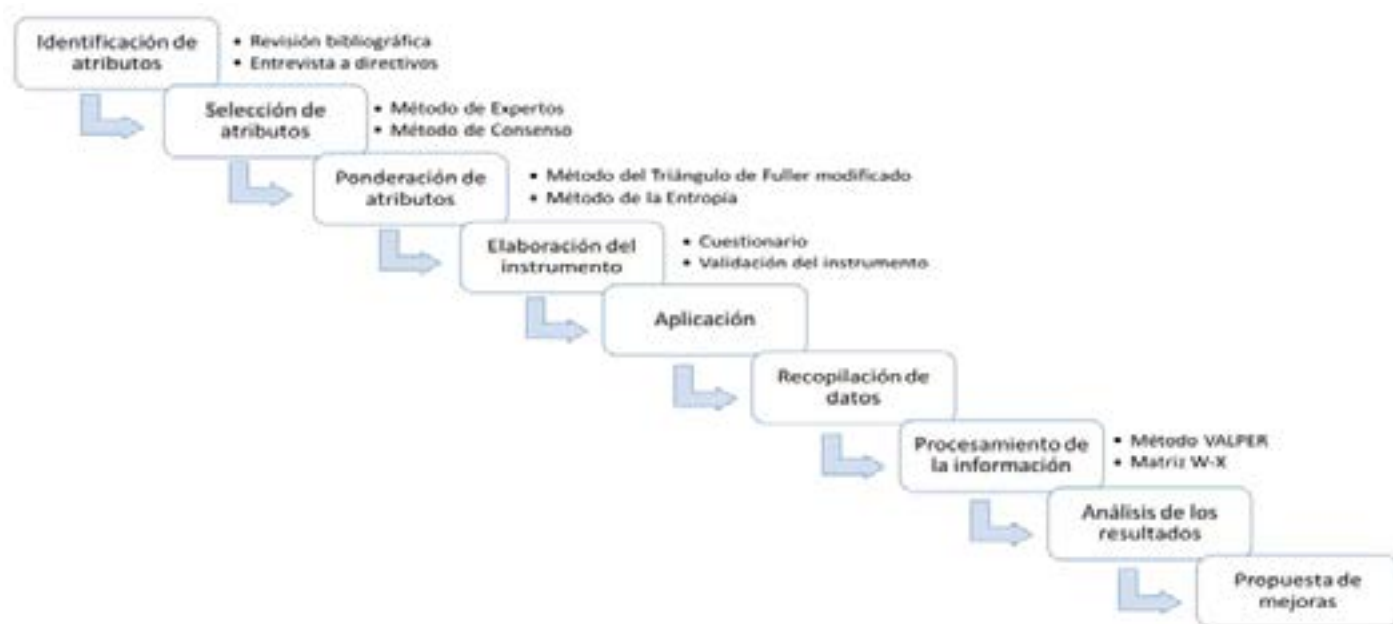 Identificación de
atributos
• Revisión bibliográfica
• Entrevista a directivos
Selección de
atributos
• Método de Expertos
• Método de Consenso
Ponderación de
atributos
• Método del Triángulo de Fuller modificado
• Método de la Entropía
Elaboración del
instrumento
• Cuestionario
• Validación del instrumento
Aplicación
Recopilación de
datos
Procesamiento de
la información
• Método VALPER
• Matriz W-X
Análisis de los
resultados
Propuesta de
mejoras